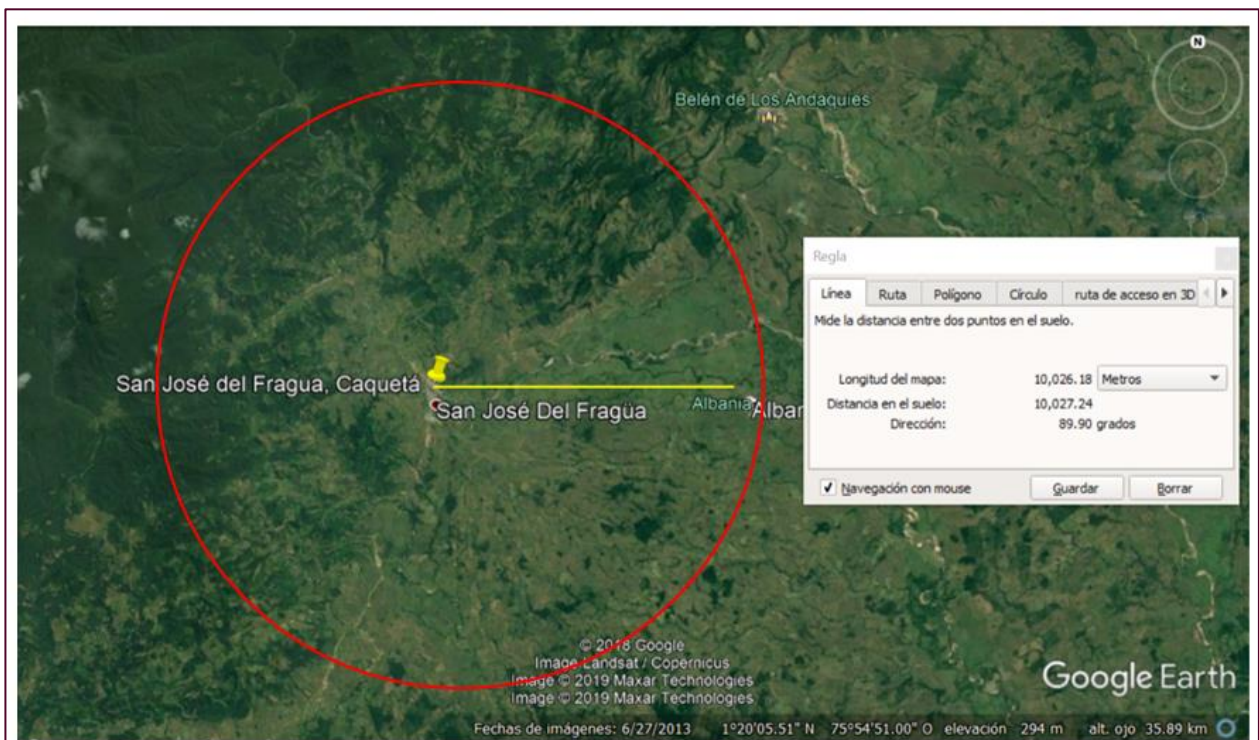 N
Belén de Los Andaquies
Regla
Línea Ruta Polígono Círculo ruta de acceso en 3D
Mide la distancia entre dos puntos en el suelo.
Longitud del mapa: 10,026.18 Metros
Distancia en el suelo: 10,027.24
Dirección: 89.90 grados
Navegación con mouse Guardar Borrar
San José del Fragua, Caquetá
San José Del Fragüa
Albania
Alban
© 2018 Google
Image Landsat / Copernicus
Image © 2019 Maxar Technologies
Image © 2019 Maxar Technologies
Google Earth
Fechas de imágenes: 6/27/2013 1°20'05.51" N 75°54'51.00" O elevación 294 m alt. ojo 35.89 km